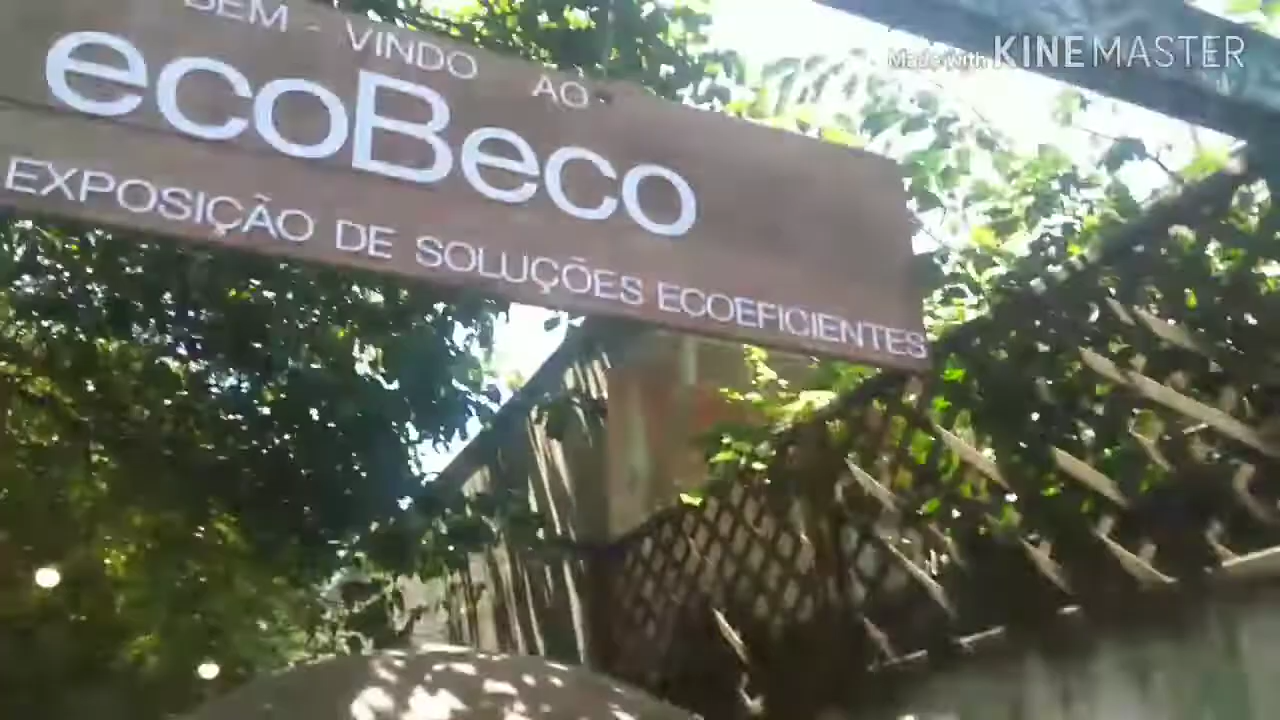 BEM - VINDO AO
ecoBeco
EXPOSIÇÃO DE SOLUÇÕES ECOEFICIENTES
Made with KINEMASTER